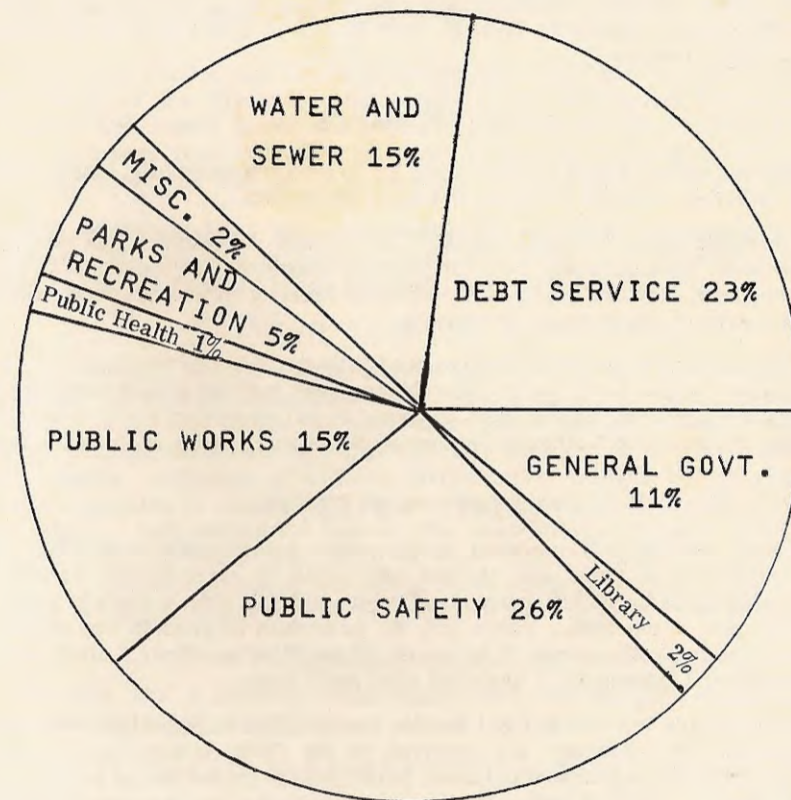 WATER AND
SEWER 15%
MISC. 2%
PARKS AND
RECREATION 5%
Public Health 1%
DEBT SERVICE 23%
PUBLIC WORKS 15%
GENERAL GOVT.
11%
Library 2%
PUBLIC SAFETY 26%